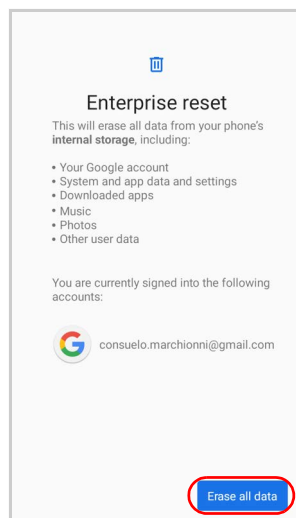 Enterprise reset
This will erase all data from your phone's
internal storage, including:
• Your Google account
• System and app data and settings
• Downloaded apps
• Music
• Photos
• Other user data
You are currently signed into the following
accounts:
consuelo.marchionni@gmail.com
Erase all data